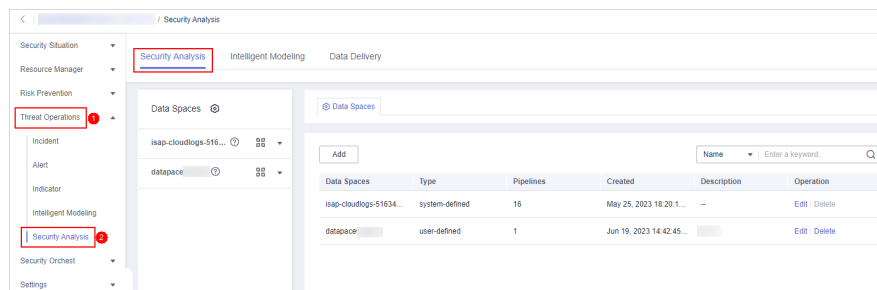 / Security Analysis
Security Situation
Resource Manager
Risk Prevention
Threat Operations 1
Incident
Alert
Indicator
Intelligent Modeling
Security Analysis 2
Security Orchest
Settings
Security Analysis Intelligent Modeling Data Delivery
Data Spaces
isap-cloudlogs-516...
datapace
Data Spaces
Add Name Enter a keyword.
Data Spaces Type Pipelines Created Description Operation
isap-cloudlogs-51634... system-defined 16 May 25, 2023 18:20:1... -- Edit Delete
datapace user-defined 1 Jun 19, 2023 14:42:45... Edit Delete